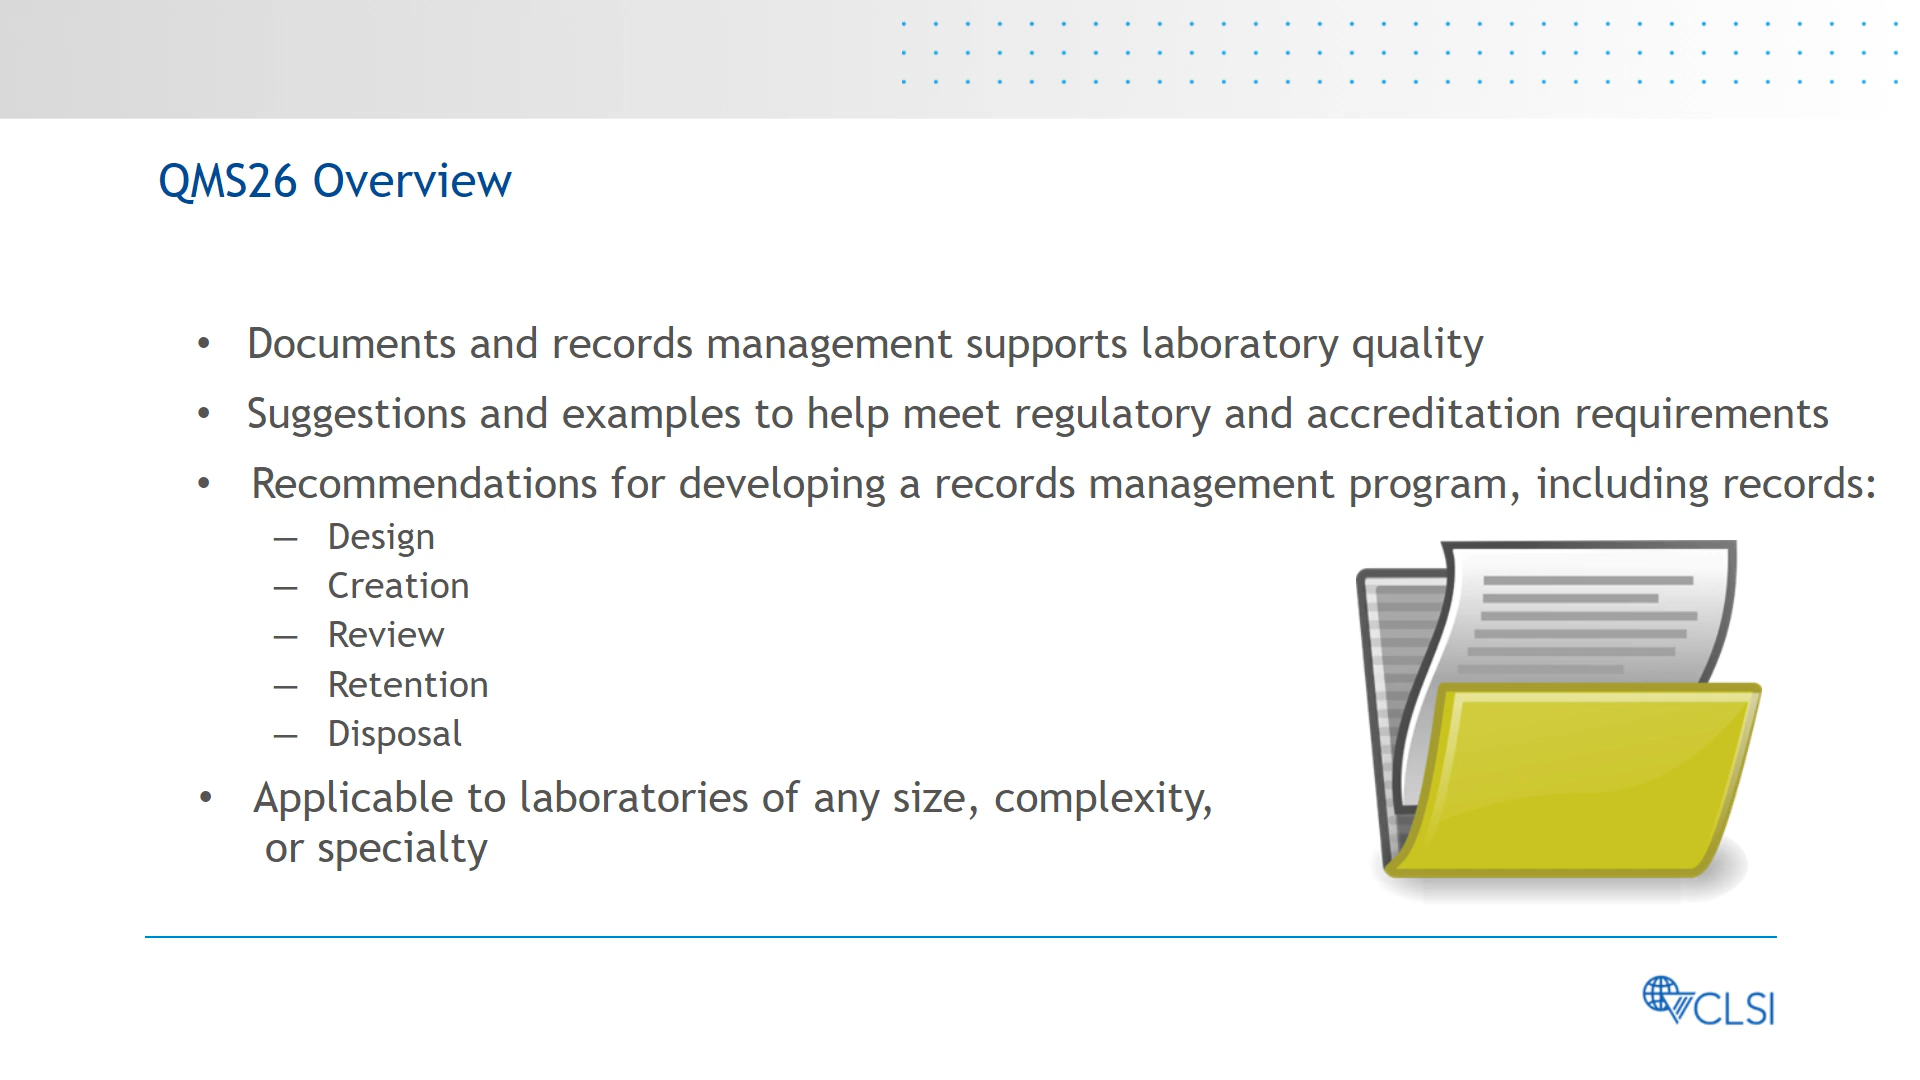 QMS26 Overview
• Documents and records management supports laboratory quality
• Suggestions and examples to help meet regulatory and accreditation requirements
• Recommendations for developing a records management program, including records:
— Design
— Creation
— Review
— Retention
— Disposal
• Applicable to laboratories of any size, complexity,
or specialty
CLSI